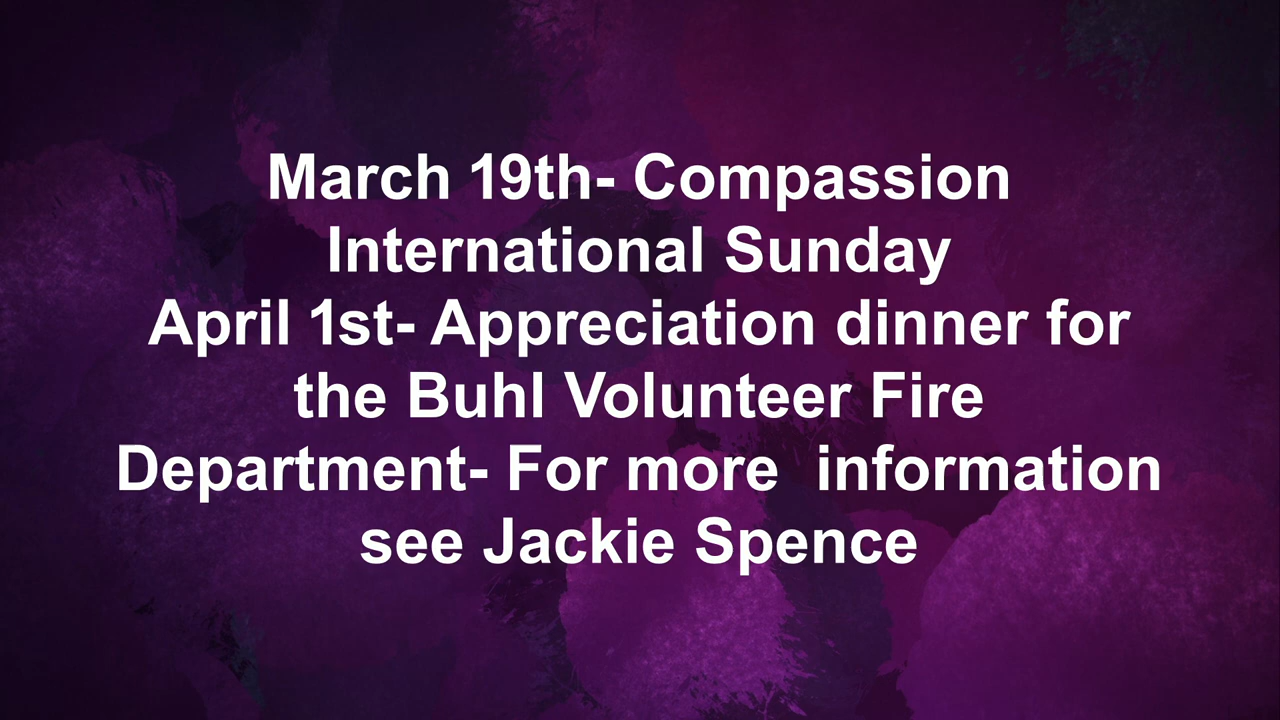 March 19th- Compassion
International Sunday
April 1st- Appreciation dinner for
the Buhl Volunteer Fire
Department- For more  information
see Jackie Spence